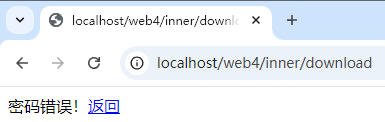 localhost/web4/inner/downlo
localhost/web4/inner/download
密码错误！返回